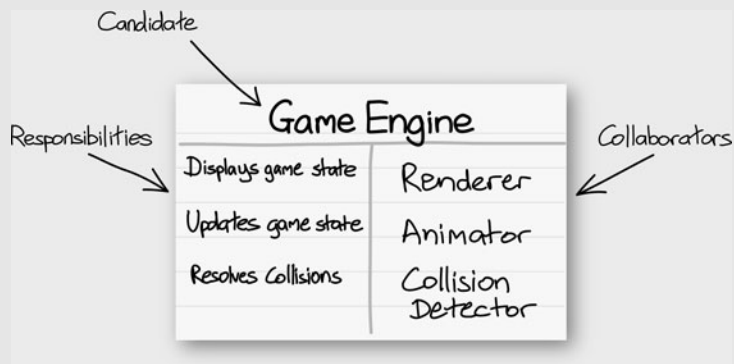 Candidate
Game Engine
Responsibilities
Collaborators
Displays game state
Renderer
Updates game state
Animator
Resolves Collisions
Collision
Detector